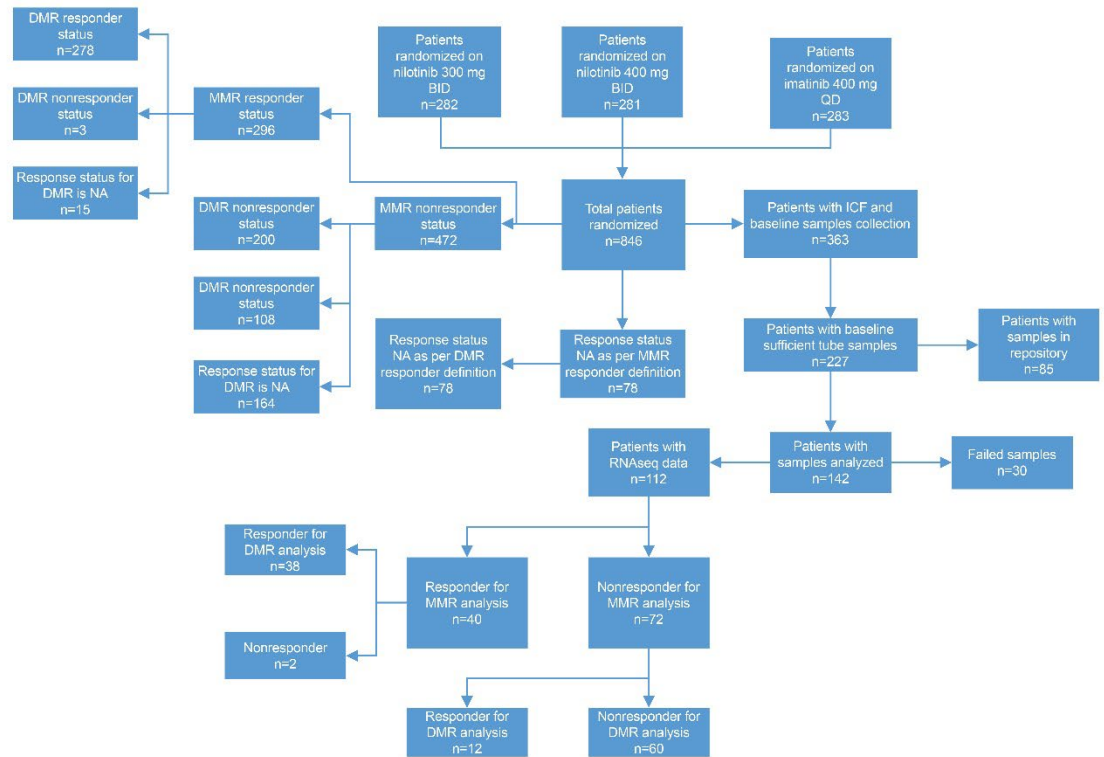 DMR responder
status
n=278
DMR nonresponder
status
n=3
Response status for
DMR is NA
n=15
MMR responder
status
n=296
Patients
randomized on
nilotinib 300 mg
BID
n=282
Patients
randomized on
nilotinib 400 mg
BID
n=281
Patients
randomized on
imatinib 400 mg
QD
n=283
DMR nonresponder
status
n=200
DMR nonresponder
status
n=108
Response status for
DMR is NA
n=164
MMR nonresponder
status
n=472
Total patients
randomized
n=846
Patients with ICF and
baseline samples
collection
n=363
Response status
NA as per DMR
responder definition
n=78
Response status
NA as per MMR
responder definition
n=78
Patients with baseline
sufficient tube samples
n=227
Patients with
samples in
repository
n=85
Patients with
RNAseq data
n=112
Patients with
samples analyzed
n=142
Failed samples
n=30
Responder for
DMR analysis
n=38
Nonresponder
n=2
Responder for
MMR analysis
n=40
Nonresponder for
MMR analysis
n=72
Responder for
DMR analysis
n=12
Nonresponder for
DMR analysis
n=60